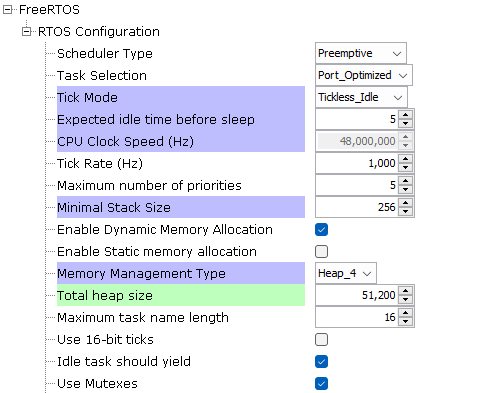 FreeRTOS
RTOS Configuration
Scheduler Type Preemptive
Task Selection Port_Optimized
Tick Mode Tickless_Idle
Expected idle time before sleep 5
CPU Clock Speed (Hz) 48,000,000
Tick Rate (Hz) 1,000
Maximum number of priorities 5
Minimal Stack Size 256
Enable Dynamic Memory Allocation
Enable Static memory allocation
Memory Management Type Heap_4
Total heap size 51,200
Maximum task name length 16
Use 16-bit ticks
Idle task should yield
Use Mutexes